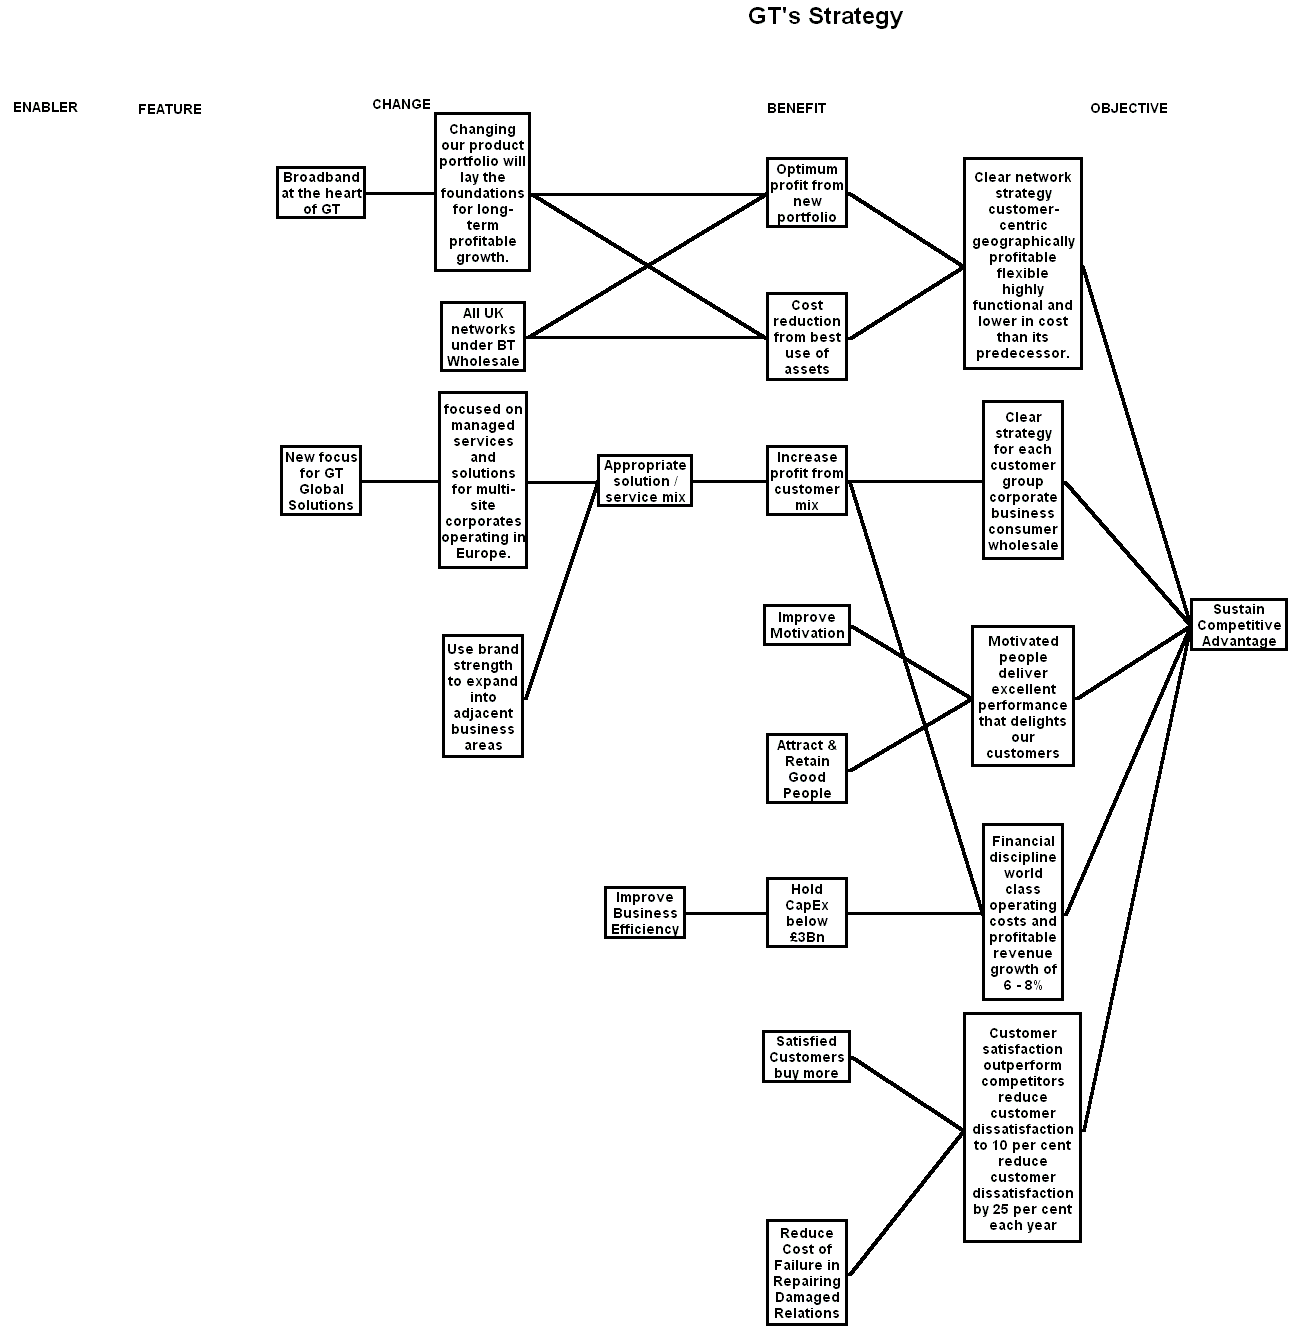 GT's Strategy
ENABLER
FEATURE
CHANGE
BENEFIT
OBJECTIVE
Broadband
at the heart
of GT
Changing
our product
portfolio will
lay the
foundations
for long-
term
profitable
growth.
Optimum
profit from
new
portfolio
Clear network
strategy
customer-
centric
geographically
profitable
flexible
highly
functional and
lower in cost
than its
predecessor.
All UK
networks
under BT
Wholesale
Cost
reduction
from best
use of
assets
New focus
for GT
Global
Solutions
focused on
managed
services
and
solutions
for multi-
site
corporates
operating in
Europe.
Appropriate
solution /
service mix
Increase
profit from
customer
mix
Clear
strategy
for each
customer
group
corporate
business
consumer
wholesale
Use brand
strength
to expand
into
adjacent
business
areas
Improve
Motivation
Motivated
people
deliver
excellent
performance
that delights
our
customers
Sustain
Competitive
Advantage
Attract &
Retain
Good
People
Improve
Business
Efficiency
Hold
CapEx
below
£3Bn
Financial
discipline
world
class
operating
costs and
profitable
revenue
growth of
6 - 8%
Satisfied
Customers
buy more
Customer
satisfaction
outperform
competitors
reduce
customer
dissatisfaction
to 10 per cent
reduce
customer
dissatisfaction
by 25 per cent
each year
Reduce
Cost of
Failure in
Repairing
Damaged
Relations